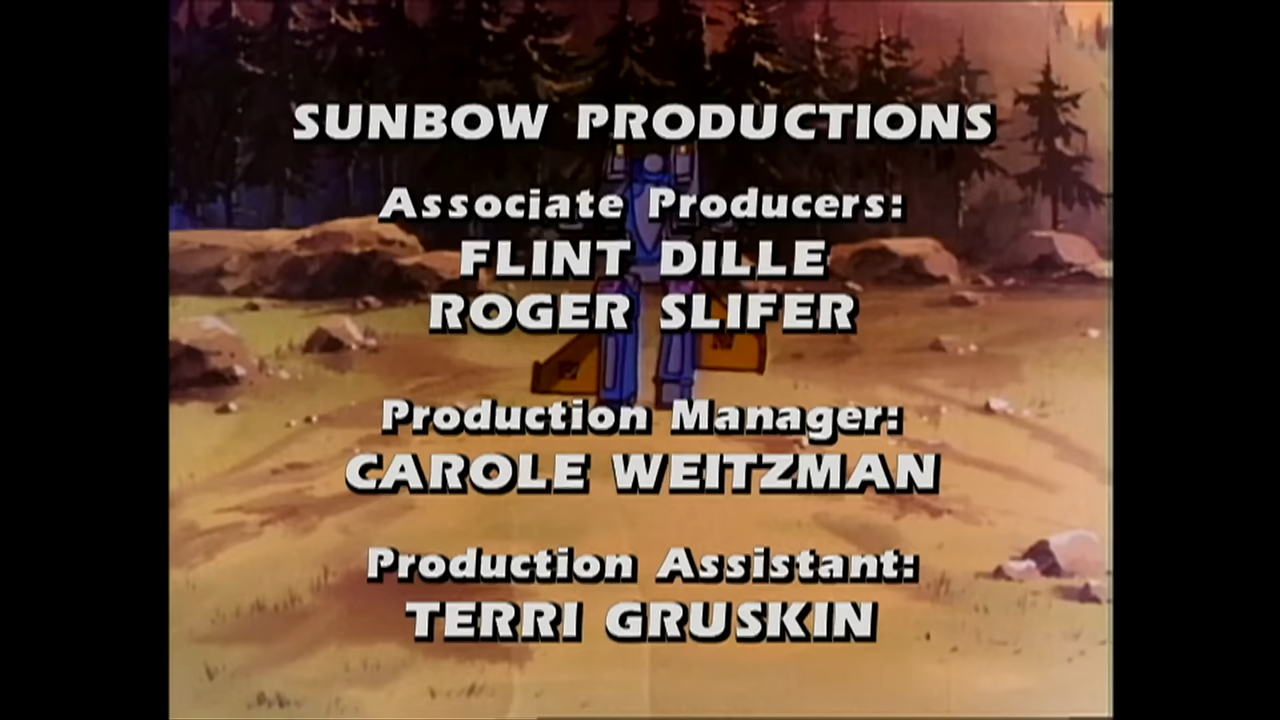 SUNBOW PRODUCTIONS
Associate Producers:
FLINT DILLE
ROGER SLIFER
Production Manager:
CAROLE WEITZMAN
Production Assistant:
TERRI GRUSKIN